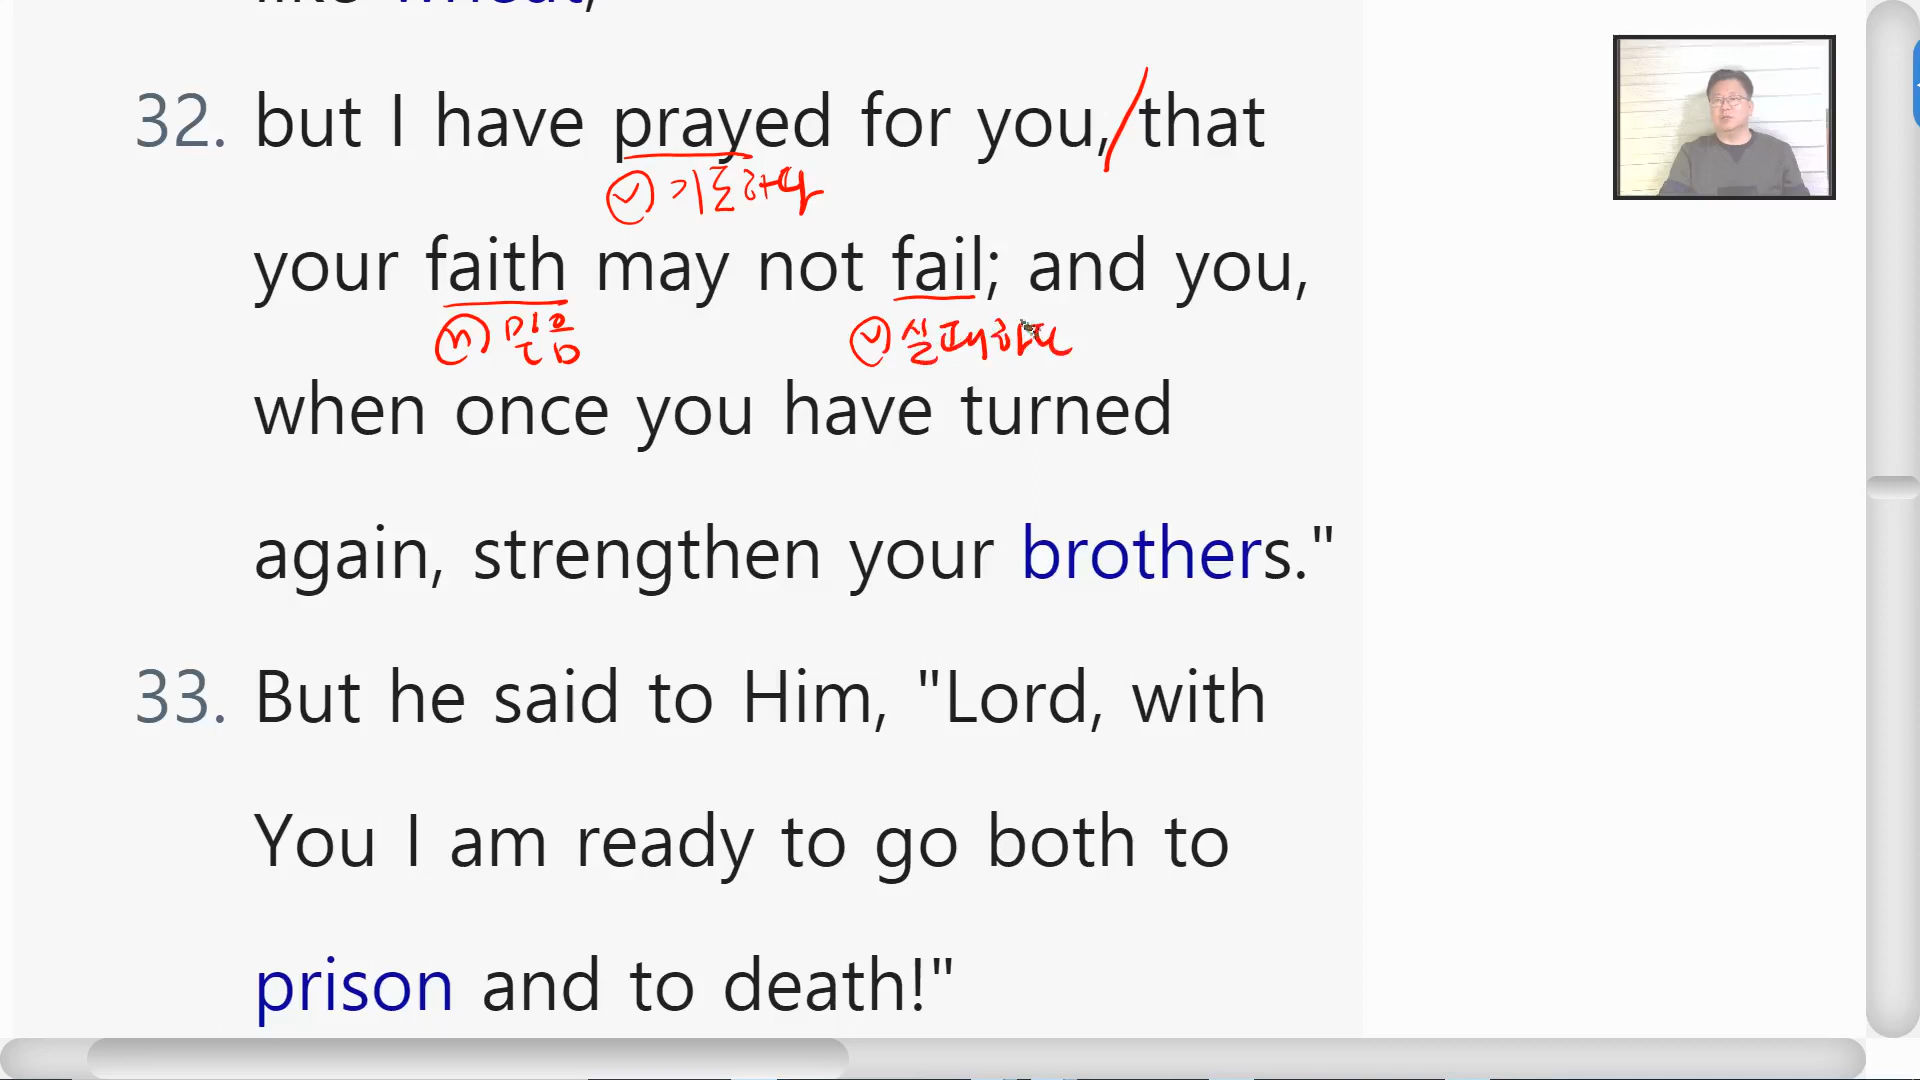 like wheat,
32. but I have prayed for you, that
ⓥ 기도하다
your faith may not fail; and you,
ⓝ 믿음 ⓥ 실패하다
when once you have turned
again, strengthen your brothers."
33. But he said to Him, "Lord, with
You I am ready to go both to
prison and to death!"